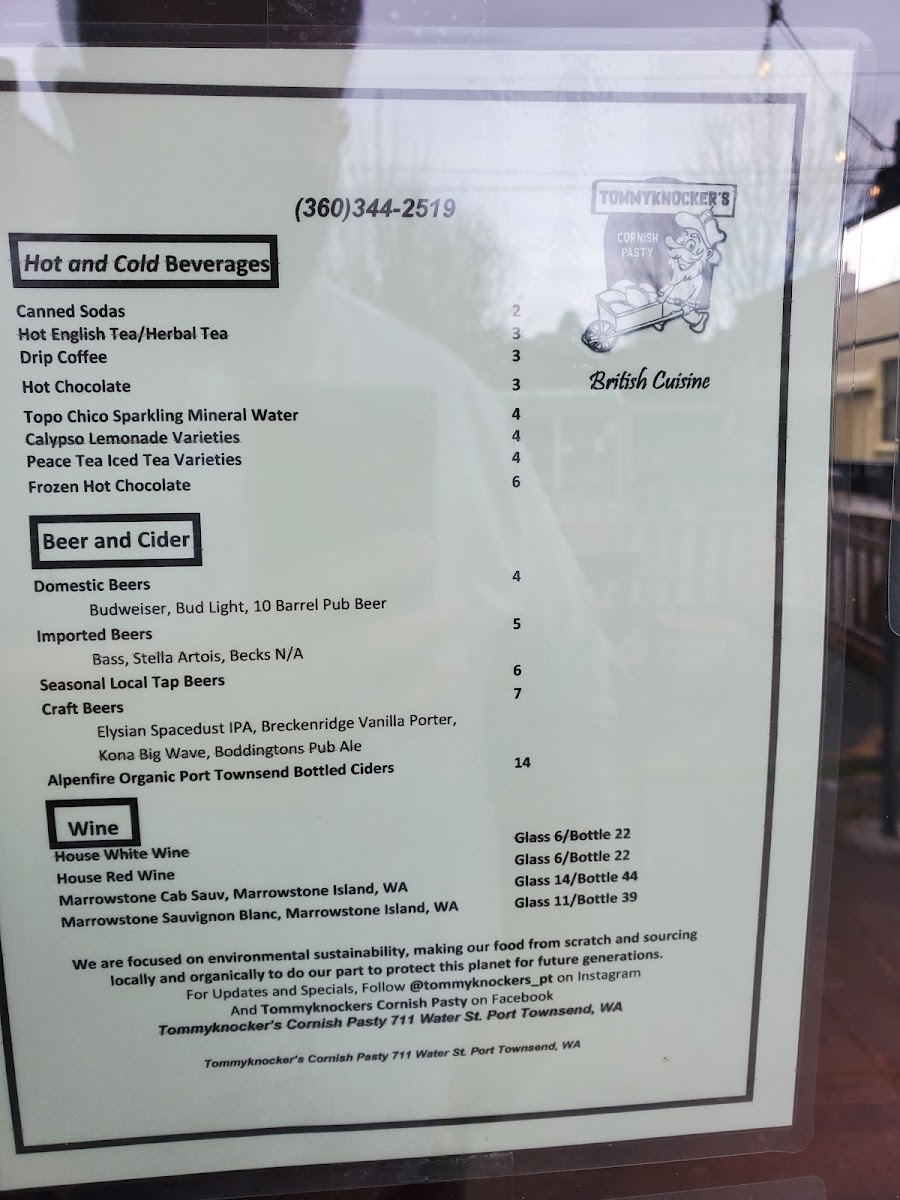 (360)344-2519
TOMMYKNOCKER'S
CORNISH
PASTY
British Cuisine
Hot and Cold Beverages
Canned Sodas 2
Hot English Tea/Herbal Tea 3
Drip Coffee 3
Hot Chocolate 3
Topo Chico Sparkling Mineral Water 4
Calypso Lemonade Varieties 4
Peace Tea Iced Tea Varieties 4
Frozen Hot Chocolate 6
Beer and Cider
Domestic Beers 4
Budweiser, Bud Light, 10 Barrel Pub Beer
Imported Beers 5
Bass, Stella Artois, Becks N/A
Seasonal Local Tap Beers 6
Craft Beers 7
Elysian Spacedust IPA, Breckenridge Vanilla Porter,
Kona Big Wave, Boddingtons Pub Ale
Alpenfire Organic Port Townsend Bottled Ciders 14
Wine
House White Wine Glass 6/Bottle 22
House Red Wine Glass 6/Bottle 22
Marrowstone Cab Sauv, Marrowstone Island, WA Glass 14/Bottle 44
Marrowstone Sauvignon Blanc, Marrowstone Island, WA Glass 11/Bottle 39
We are focused on environmental sustainability, making our food from scratch and sourcing
locally and organically to do our part to protect this planet for future generations.
For Updates and Specials, Follow @tommyknockers_pt on Instagram
And Tommyknockers Cornish Pasty on Facebook
Tommyknocker's Cornish Pasty 711 Water St. Port Townsend, WA
Tommyknocker's Cornish Pasty 711 Water St. Port Townsend, WA